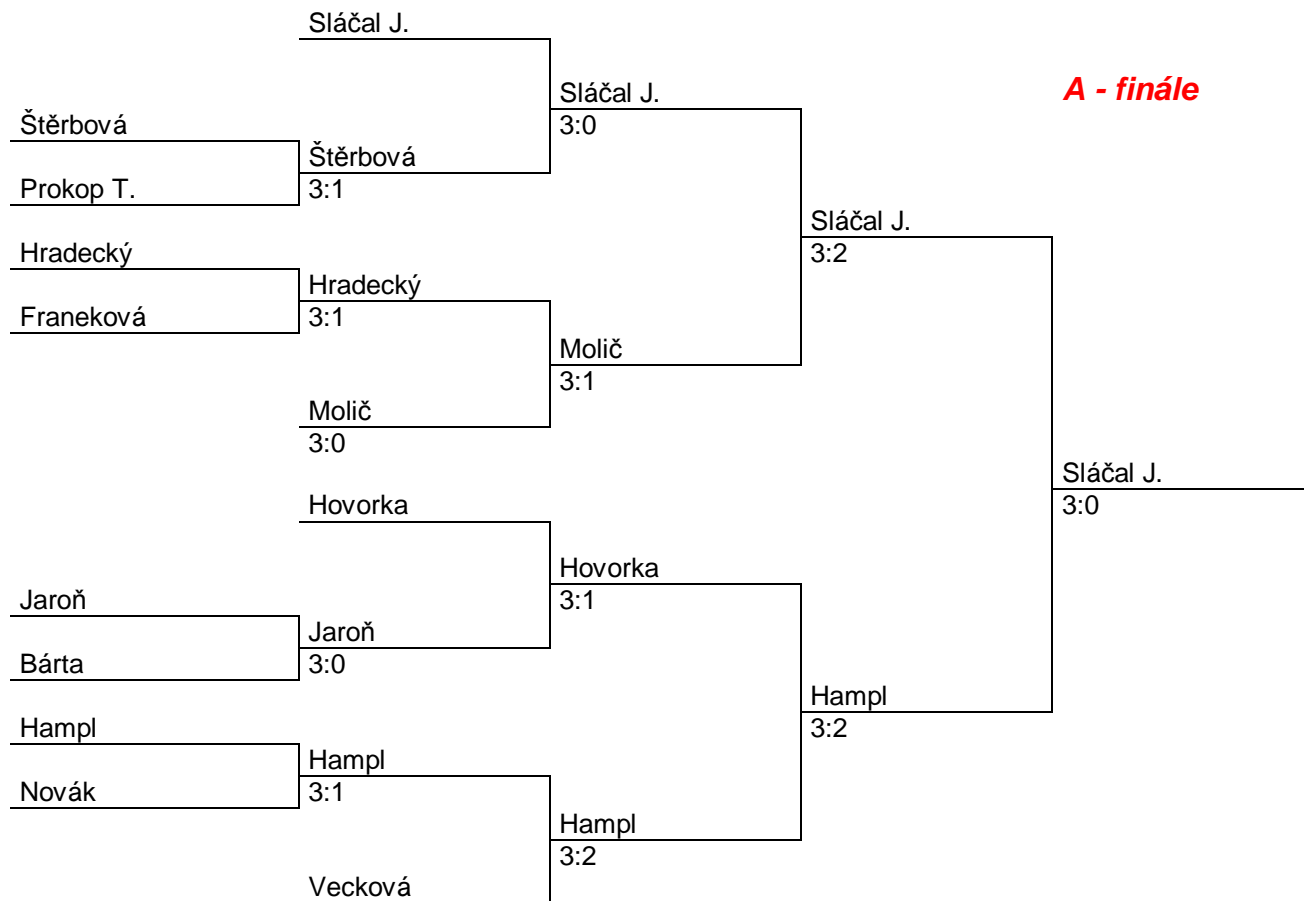 Sláčal J.
A - finále
Sláčal J.
3:0
Štěrbová
Štěrbová
3:1
Prokop T.
Sláčal J.
3:2
Hradecký
Hradecký
3:1
Franeková
Molič
3:1
Molič
3:0
Sláčal J.
3:0
Hovorka
Hovorka
3:1
Jaroň
Jaroň
3:0
Bárta
Hampl
3:2
Hampl
Hampl
3:1
Novák
Hampl
3:2
Vecková